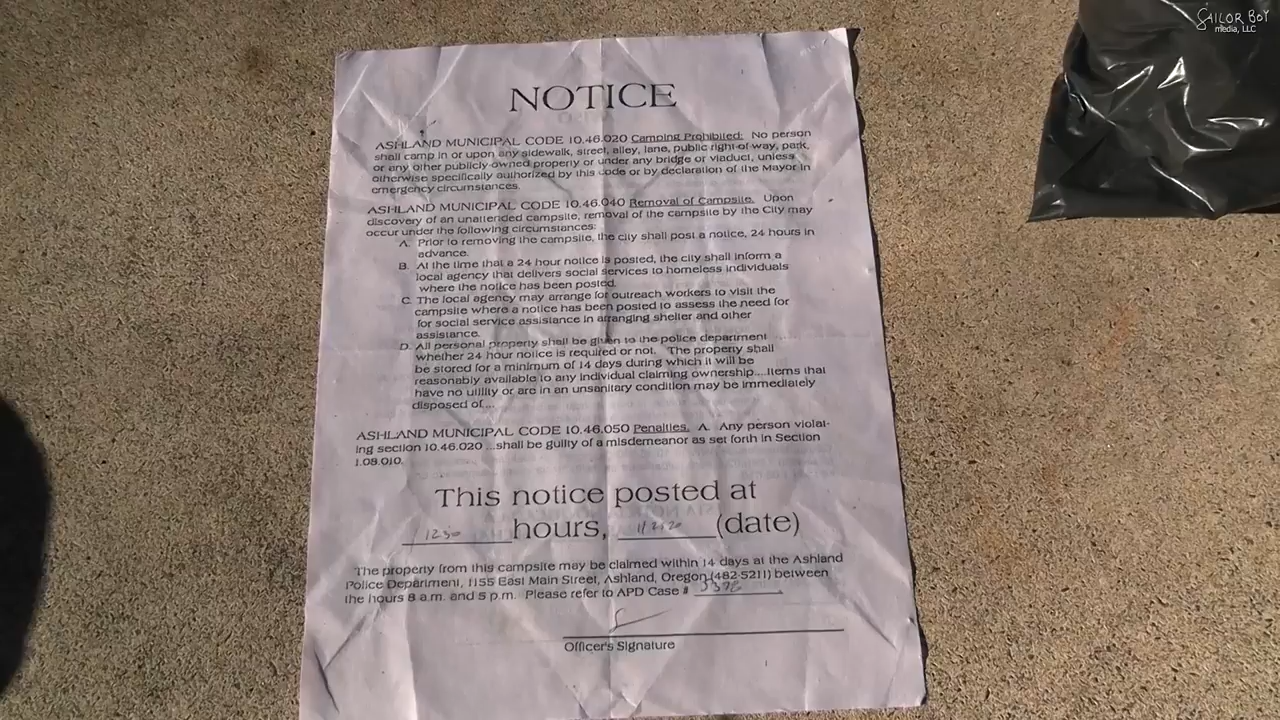 SAILOR BOY
media, LLC
NOTICE
ASHLAND MUNICIPAL CODE 10.46.020 Camping Prohibited: No person
shall camp in or upon any sidewalk, street, alley, lane, public right-of-way, park,
or any other publicly-owned property or under any bridge or viaduct, unless
otherwise specifically authorized by this code or by declaration of the Mayor in
emergency circumstances.
ASHLAND MUNICIPAL CODE 10.46.040 Removal of Campsite. Upon
discovery of an unattended campsite, removal of the campsite by the City may
occur under the following circumstances:
A. Prior to removing the campsite, the city shall post a notice, 24 hours in
advance.
B. At the time that a 24 hour notice is posted, the city shall inform a
local agency that delivers social services to homeless individuals
where the notice has been posted.
C. The local agency may arrange for outreach workers to visit the
campsite where a notice has been posted to assess the need for
for social service assistance in arranging shelter and other
assistance.
D. All personal property shall be given to the police department
whether 24 hour notice is required or not. The property shall
be stored for a minimum of 14 days during which it will be
reasonably available to any individual claiming ownership....Items that
have no utility or are in an unsanitary condition may be immediately
disposed of...
ASHLAND MUNICIPAL CODE 10.46.050 Penalties. A. Any person violat-
ing section 10.46.020 ...shall be guilty of a misdemeanor as set forth in Section
1.08.010.
This notice posted at
1250 hours, (date)
The property from this campsite may be claimed within 14 days at the Ashland
Police Department, 1155 East Main Street, Ashland, Oregon (482-5211) between
the hours 8 a.m. and 5 p.m. Please refer to APD Case #
Officer's Signature